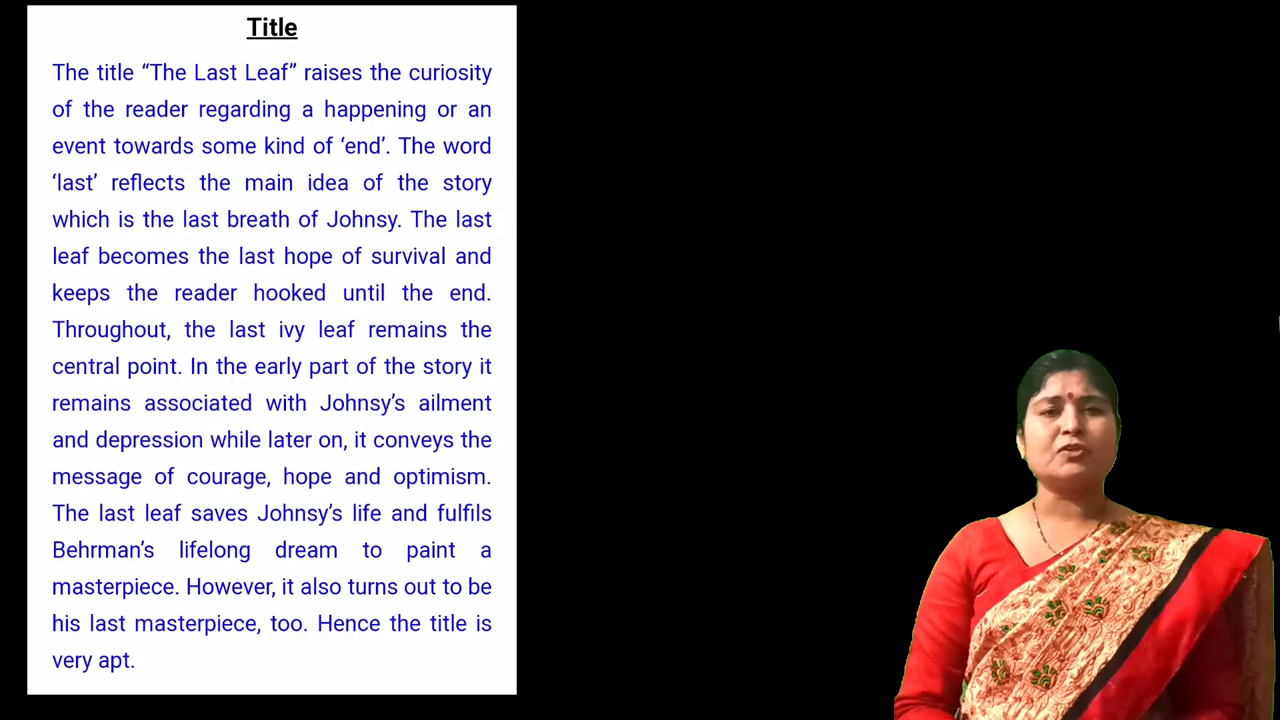 Title
The title “The Last Leaf” raises the curiosity
of the reader regarding a happening or an
event towards some kind of ‘end’. The word
‘last’ reflects the main idea of the story
which is the last breath of Johnsy. The last
leaf becomes the last hope of survival and
keeps the reader hooked until the end.
Throughout, the last ivy leaf remains the
central point. In the early part of the story it
remains associated with Johnsy’s ailment
and depression while later on, it conveys the
message of courage, hope and optimism.
The last leaf saves Johnsy’s life and fulfils
Behrman’s lifelong dream to paint a
masterpiece. However, it also turns out to be
his last masterpiece, too. Hence the title is
very apt.